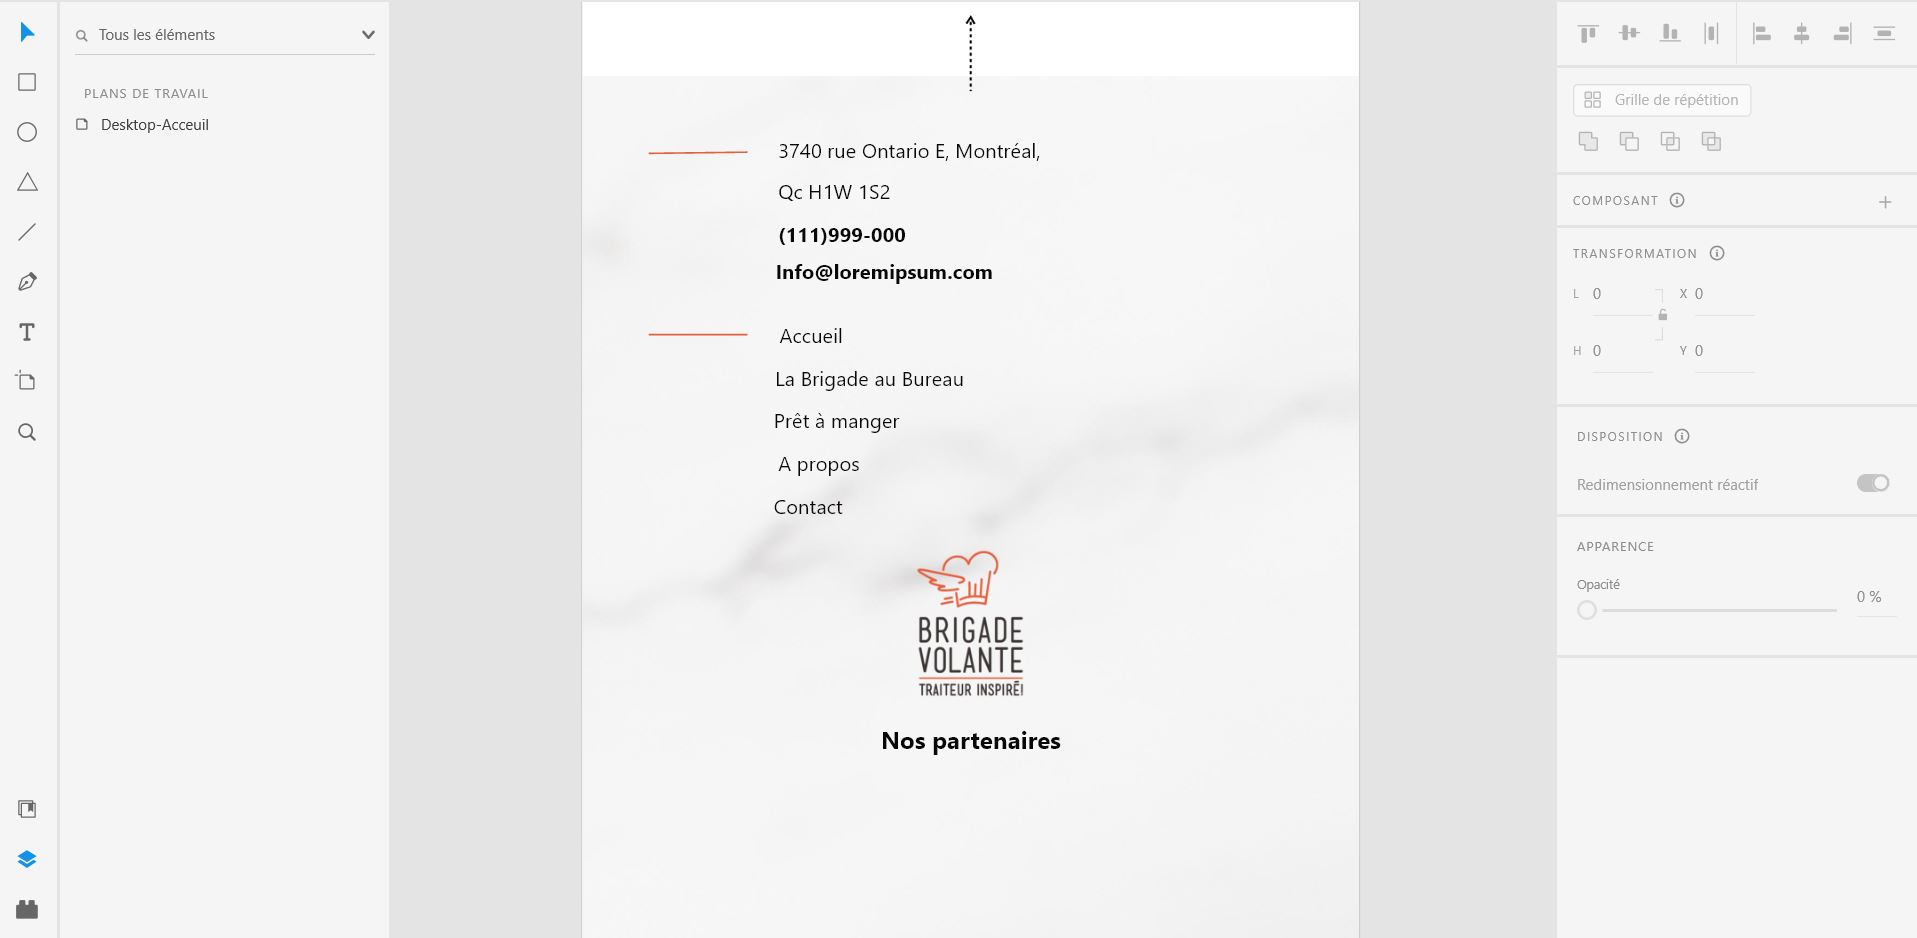 Tous les éléments
PLANS DE TRAVAIL
Desktop-Acceuil
3740 rue Ontario E, Montréal,
Qc H1W 1S2
(111)999-000
Info@loremipsum.com
Accueil
La Brigade au Bureau
Prêt à manger
A propos
Contact
BRIGADE
VOLANTE
TRAITEUR INSPIRÉ!
Nos partenaires
Grille de répétition
COMPOSANT
TRANSFORMATION
L 0 X 0
H 0 Y 0
DISPOSITION
Redimensionnement réactif
APPARENCE
Opacité
0 %